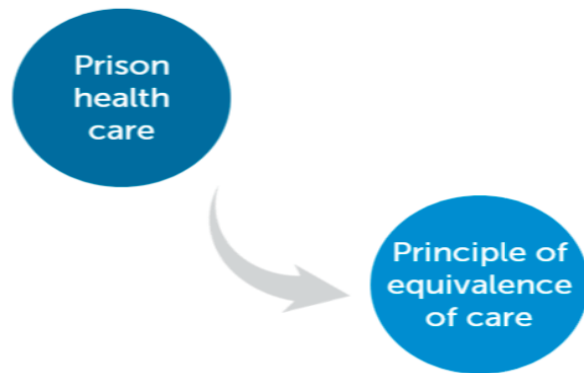 Prison
health
care
Principle of
equivalence
of care